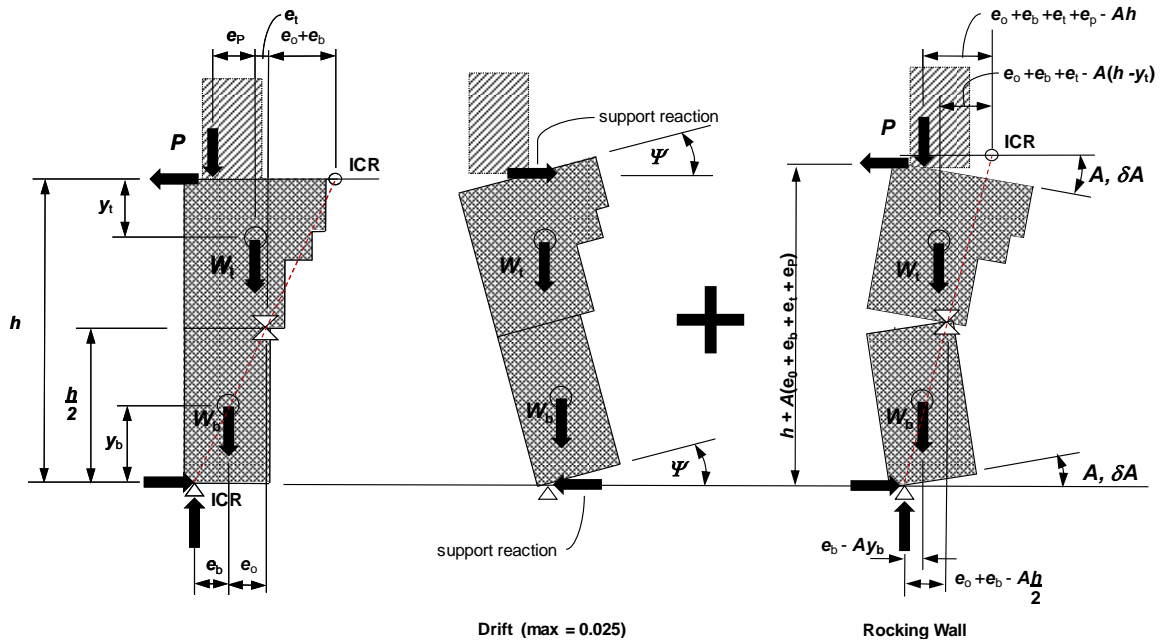 e_t
e_P
e_o+e_b
P
ICR
y_t
W_t
h
h
2
y_b
W_b
ICR
e_b
e_o
support reaction
Ψ
W_t
W_b
Ψ
support reaction
Drift (max = 0.025)
e_o + e_b + e_t + e_p - Ah
e_o + e_b + e_t - A(h - y_t)
P
ICR
A, δA
W_t
h + A(e_0 + e_b + e_t + e_P)
W_b
A, δA
e_b - Ay_b
e_o + e_b - Ah
2
Rocking Wall